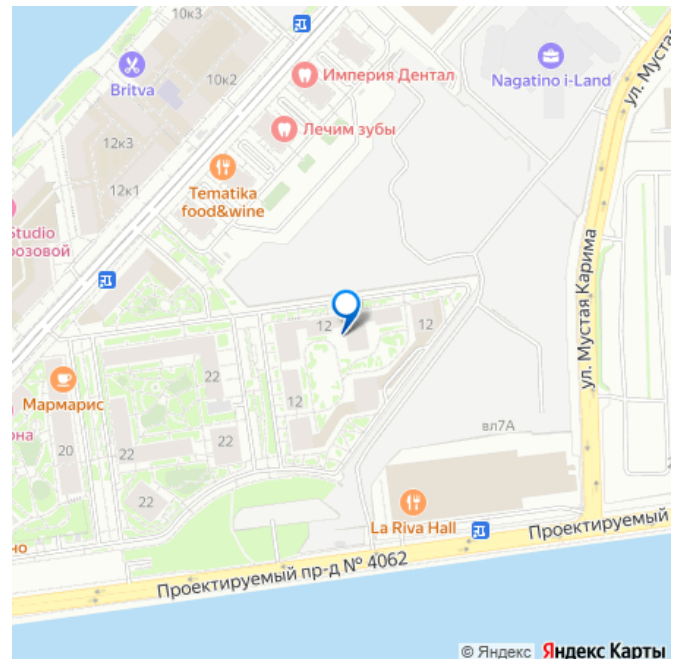 10к3
Britva
10к2
Империя Дентал
Nagatino i-Land
ул. Муста
Лечим зубы
12к3
12к1
Tematika
food&wine
Studio
розовой
ул. Мустая Карима
12
12
22
12
Мармарис
на
20
22
22
22
вл7А
La Riva Hall
но
Проектируемый
Проектируемый пр-д № 4062
© Яндекс Яндекс Карты